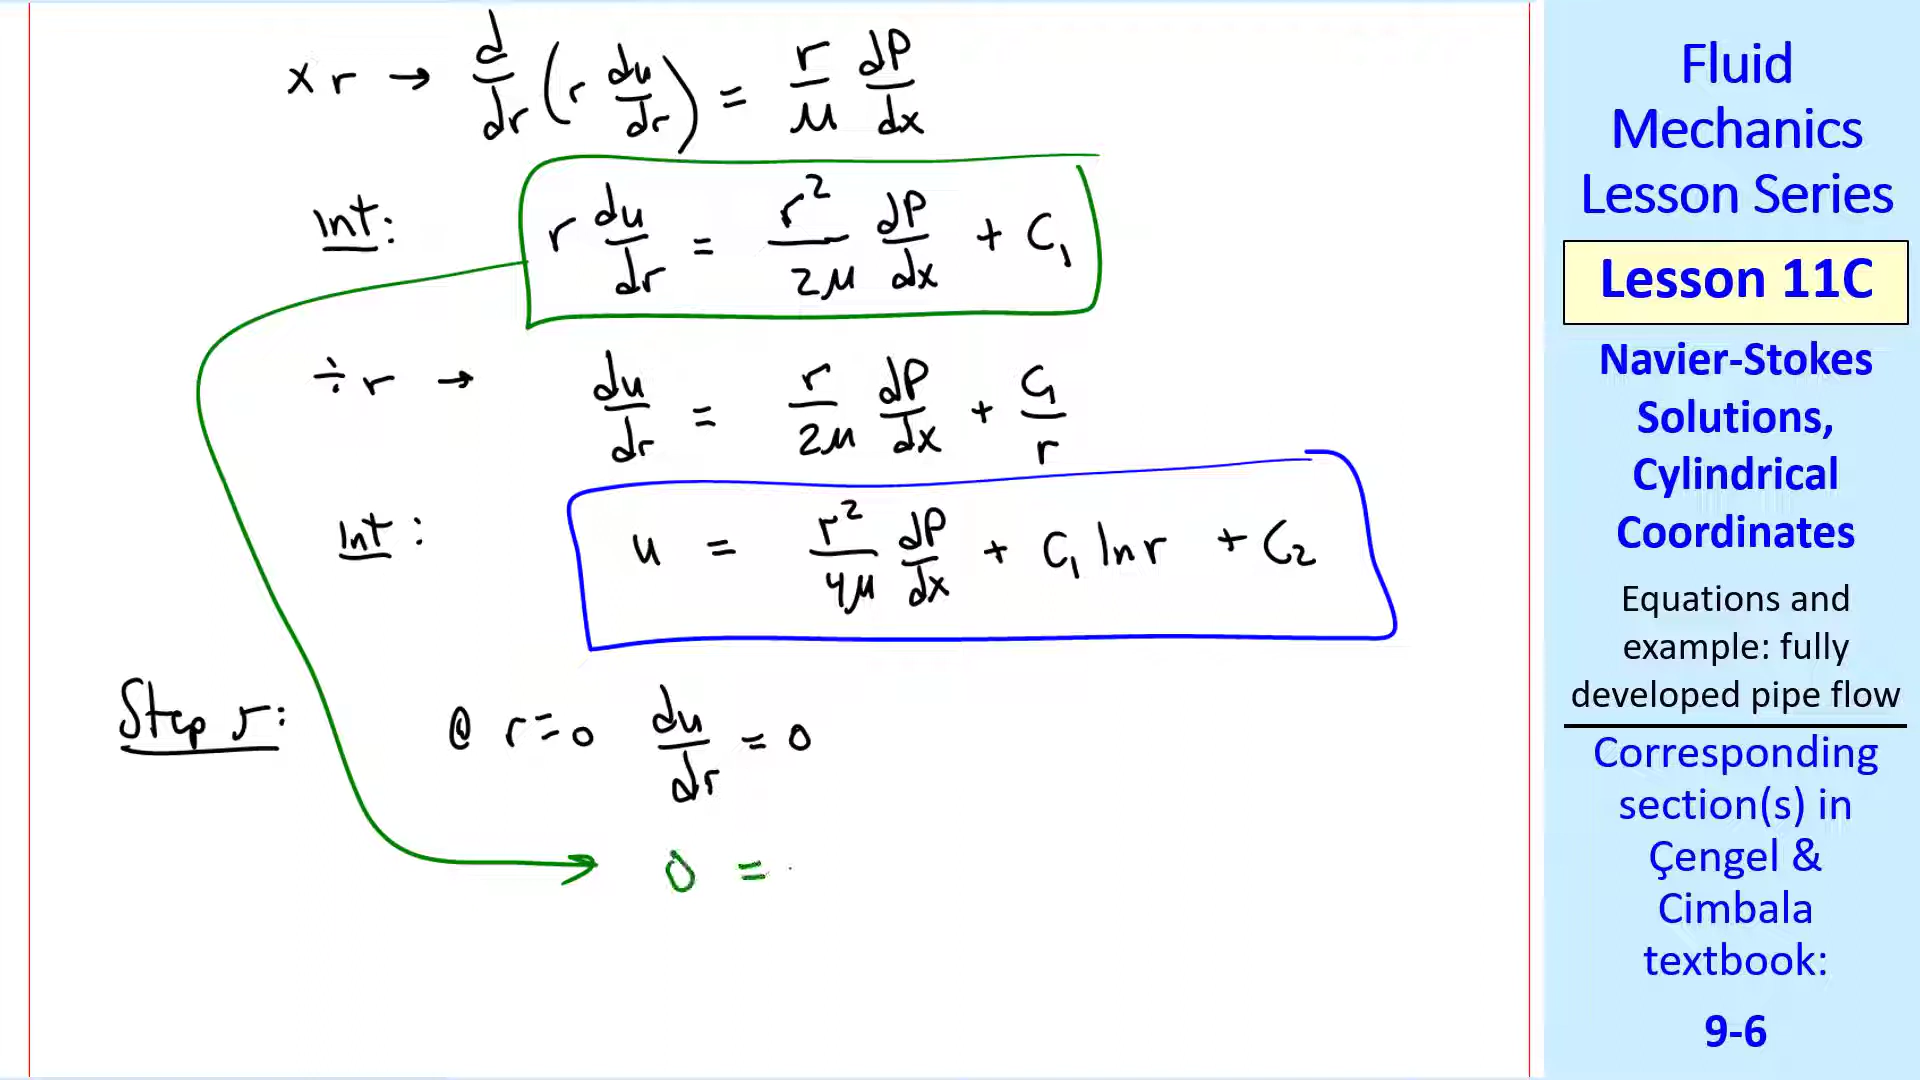 x r → d/dr (r du/dr) = r/μ dP/dx
Int: r du/dr = r²/2μ dP/dx + C₁
÷ r → du/dr = r/2μ dP/dx + C₁/r
Int: u = r²/4μ dP/dx + C₁ ln r + C₂
Step 5: @ r=0 du/dr = 0
0 =
Fluid
Mechanics
Lesson Series
Lesson 11C
Navier-Stokes
Solutions,
Cylindrical
Coordinates
Equations and
example: fully
developed pipe flow
Corresponding
section(s) in
Çengel &
Cimbala
textbook:
9-6